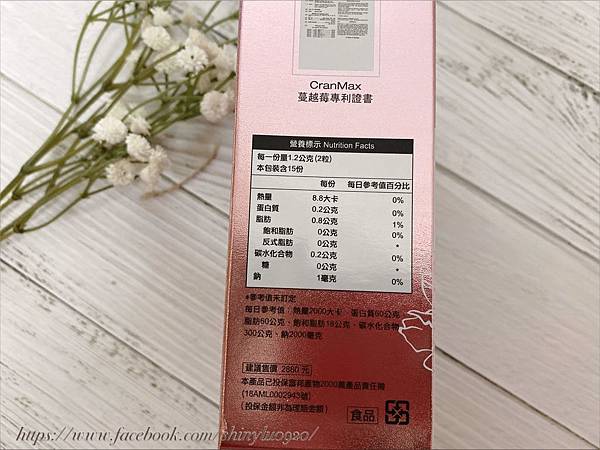 CranMax
蔓越莓專利證書
營養標示 Nutrition Facts
每一份量1.2公克 (2粒)
本包裝含15份
每份 每日參考值百分比
熱量 8.8大卡 0%
蛋白質 0.2公克 0%
脂肪 0.8公克 1%
飽和脂肪 0公克 0%
反式脂肪 0公克 *
碳水化合物 0.2公克 0%
糖 0公克 *
鈉 1毫克 0%
*參考值未訂定
每日參考值：熱量2000大卡、蛋白質60公克、
脂肪60公克、飽和脂肪18公克、碳水化合物
300公克、鈉2000毫克
建議售價 2880 元
本產品已投保富邦產物2000萬產品責任險
(18AML0002943號)
(投保金額非為理賠金額)
食品
https://www.facebook.com/shinyluo920/